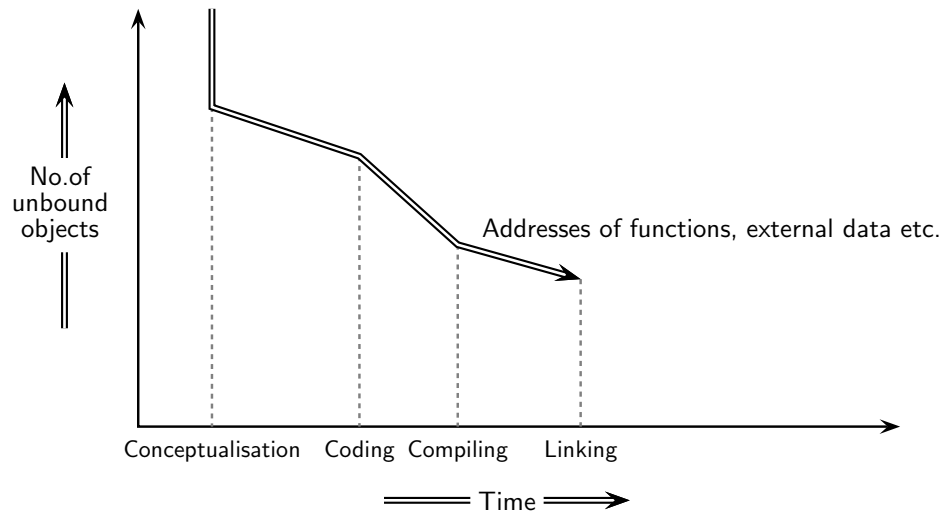 No.of
unbound
objects
Addresses of functions, external data etc.
Conceptualisation Coding Compiling Linking
Time